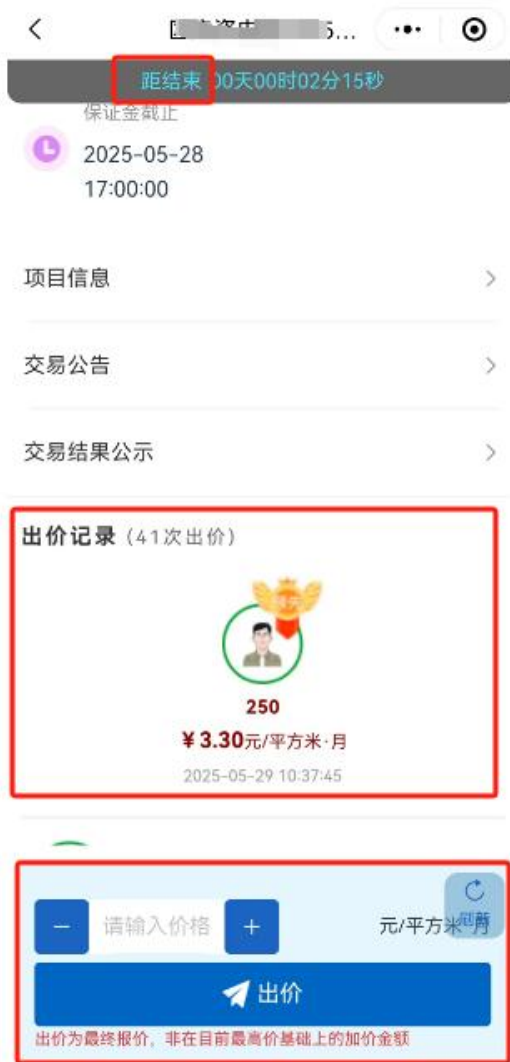 距结束 00天00时02分15秒
保证金截止
2025-05-28
17:00:00
项目信息
交易公告
交易结果公示
出价记录（41次出价）
250
¥3.30元/平方米·月
2025-05-29 10:37:45
请输入价格
元/平方米·月
刷新
出价
出价为最终报价，非在目前最高价基础上的加价金额